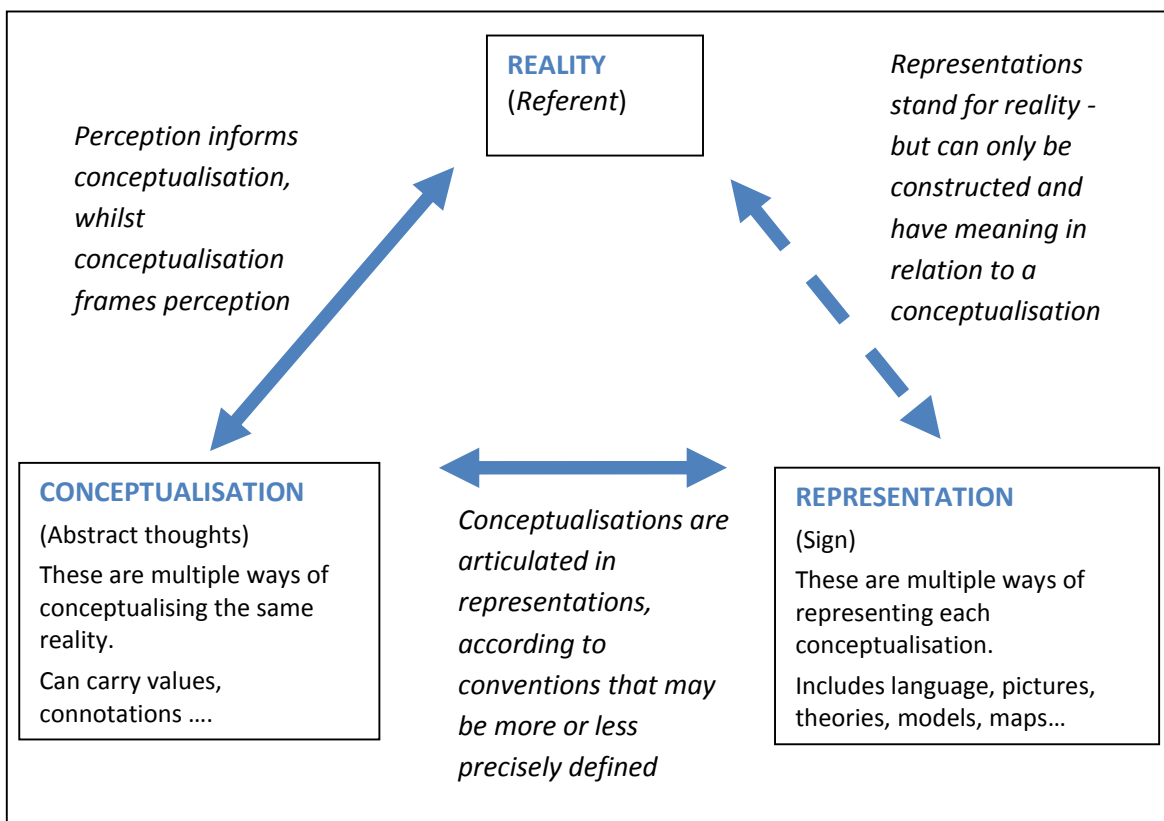 REALITY
(Referent)
Perception informs
conceptualisation,
whilst
conceptualisation
frames perception
Representations
stand for reality -
but can only be
constructed and
have meaning in
relation to a
conceptualisation
CONCEPTUALISATION
(Abstract thoughts)
These are multiple ways of
conceptualising the same
reality.
Can carry values,
connotations ....
Conceptualisations are
articulated in
representations,
according to
conventions that may
be more or less
precisely defined
REPRESENTATION
(Sign)
These are multiple ways of
representing each
conceptualisation.
Includes language, pictures,
theories, models, maps…